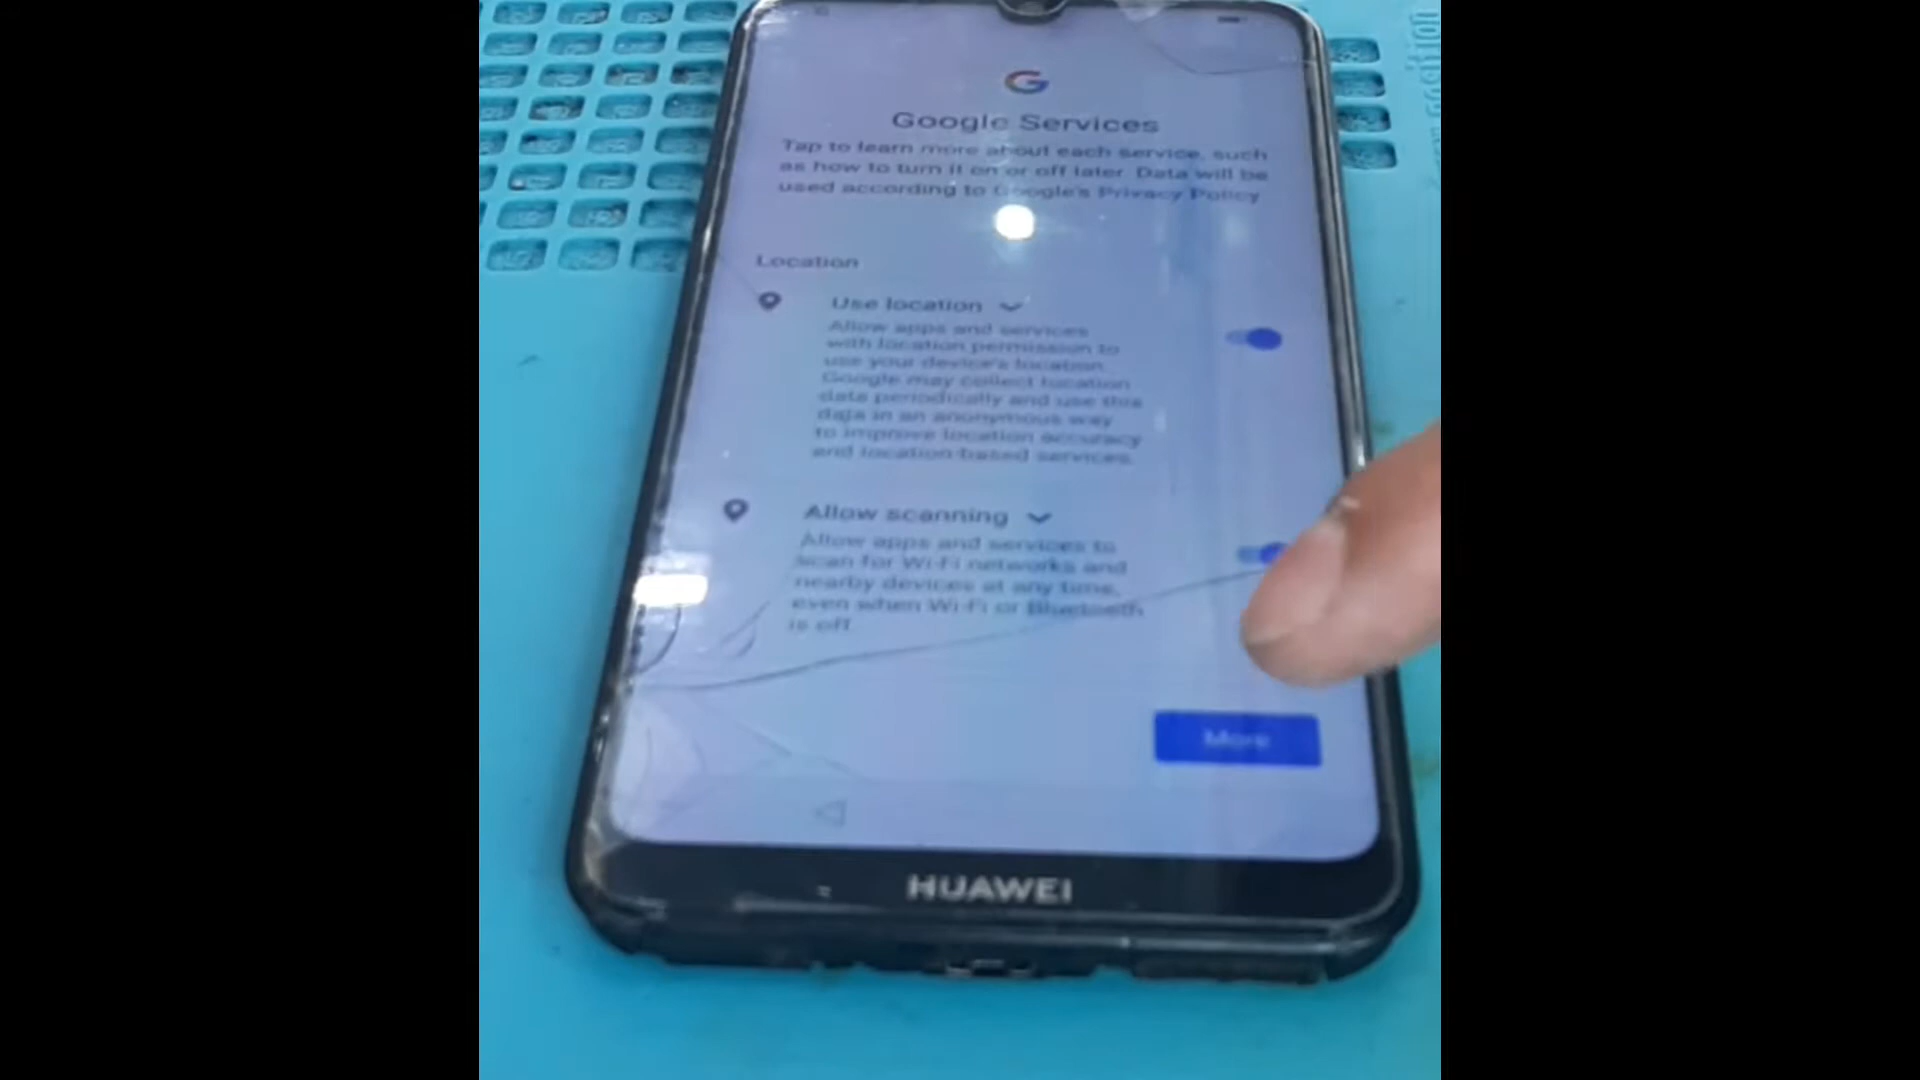 Google Services
Tap to learn more about each service, such
as how to turn it on or off later. Data will be
used according to Google's Privacy Policy
Location
Use location
Allow apps and services
with location permission to
use your device's location.
Google may collect location
data periodically and use this
data in an anonymous way
to improve location accuracy
and location-based services.
Allow scanning
Allow apps and services to
scan for Wi-Fi networks and
nearby devices at any time,
even when Wi-Fi or Bluetooth
is off
More
HUAWEI